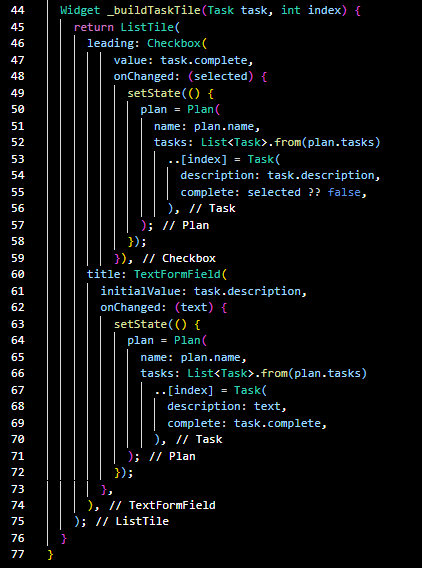 44 Widget _buildTaskTile(Task task, int index) {
45 return ListTile(
46 leading: Checkbox(
47 value: task.complete,
48 onChanged: (selected) {
49 setState(() {
50 plan = Plan(
51 name: plan.name,
52 tasks: List<Task>.from(plan.tasks)
53 ..[index] = Task(
54 description: task.description,
55 complete: selected ?? false,
56 ), // Task
57 ); // Plan
58 });
59 }), // Checkbox
60 title: TextFormField(
61 initialValue: task.description,
62 onChanged: (text) {
63 setState(() {
64 plan = Plan(
65 name: plan.name,
66 tasks: List<Task>.from(plan.tasks)
67 ..[index] = Task(
68 description: text,
69 complete: task.complete,
70 ), // Task
71 ); // Plan
72 });
73 },
74 ), // TextFormField
75 ); // ListTile
76 }
77 }